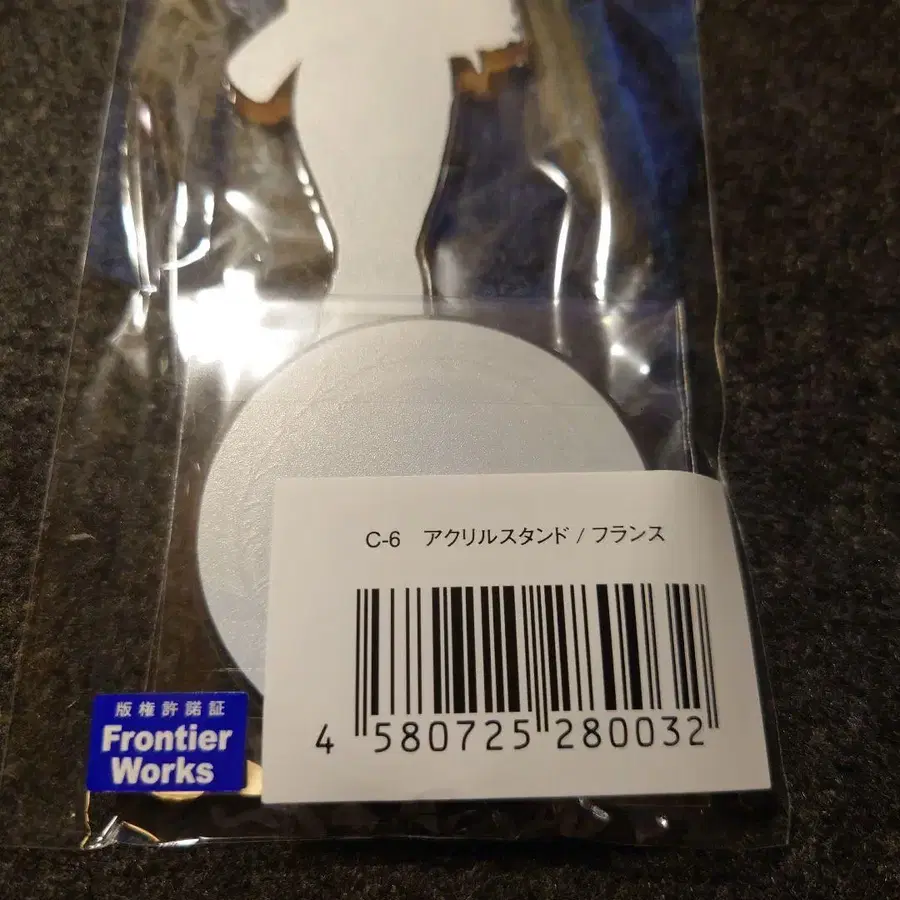 C-6 アクリルスタンド / フランス
4 580725 280032
版権許諾証
Frontier
Works